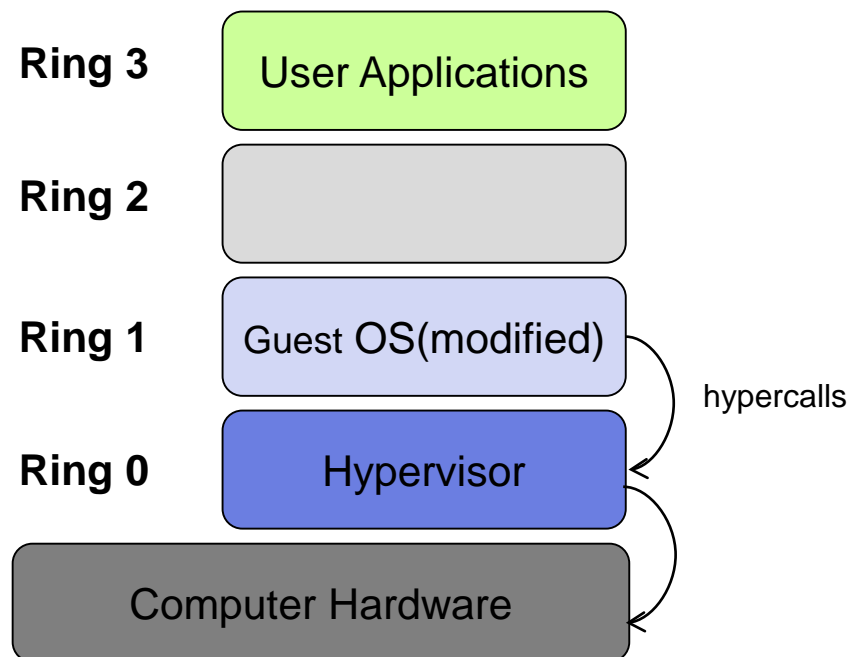 Ring 3
User Applications
Ring 2
Ring 1
Guest OS(modified)
hypercalls
Ring 0
Hypervisor
Computer Hardware